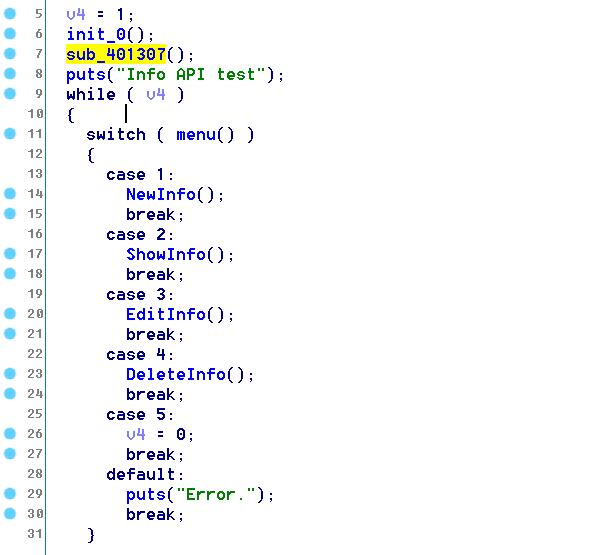 5 v4 = 1;
6 init_0();
7 sub_401307();
8 puts("Info API test");
9 while ( v4 )
10 {
11 switch ( menu() )
12 {
13 case 1:
14 NewInfo();
15 break;
16 case 2:
17 ShowInfo();
18 break;
19 case 3:
20 EditInfo();
21 break;
22 case 4:
23 DeleteInfo();
24 break;
25 case 5:
26 v4 = 0;
27 break;
28 default:
29 puts("Error.");
30 break;
31 }